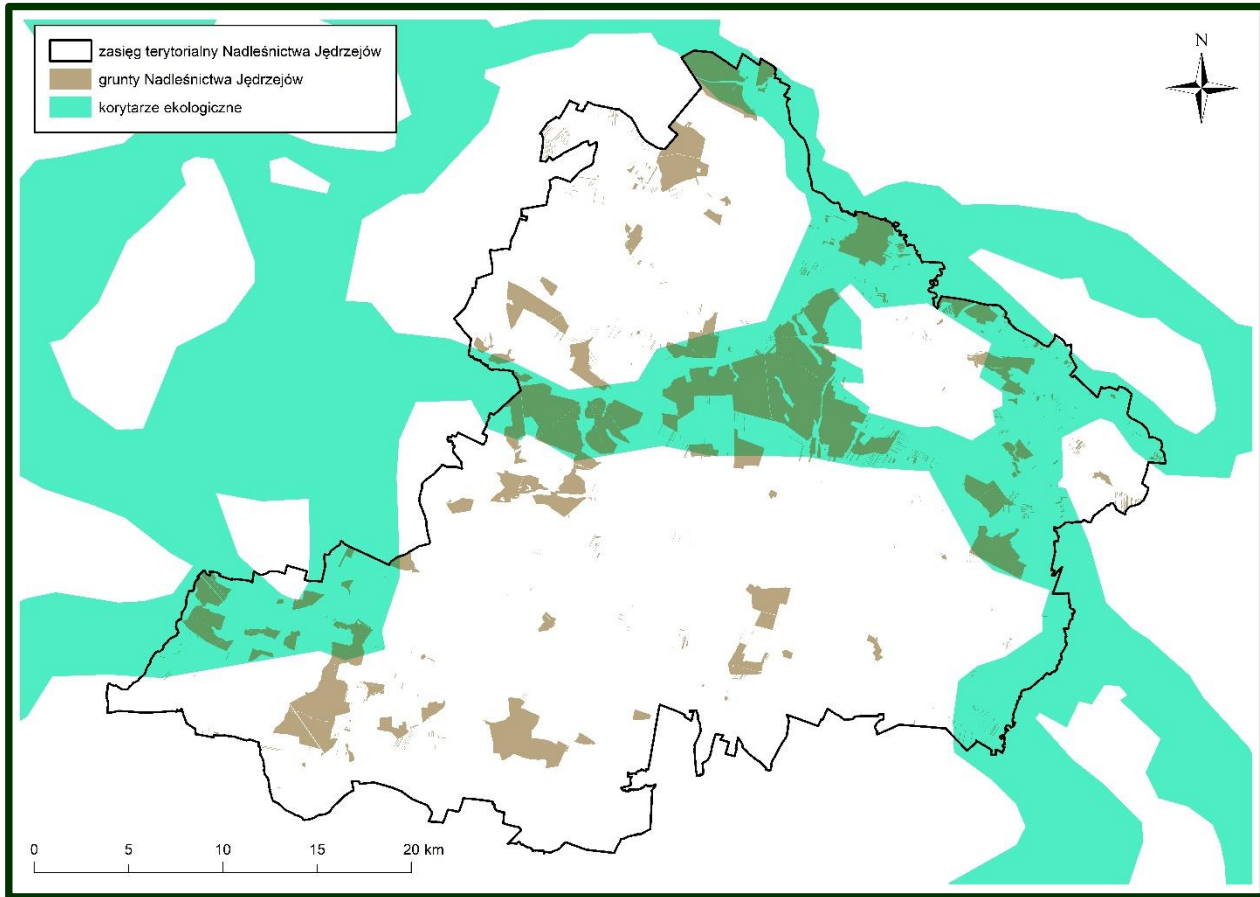 zasięg terytorialny Nadleśnictwa Jędrzejów
grunty Nadleśnictwa Jędrzejów
korytarze ekologiczne
N
0 5 10 15 20 km